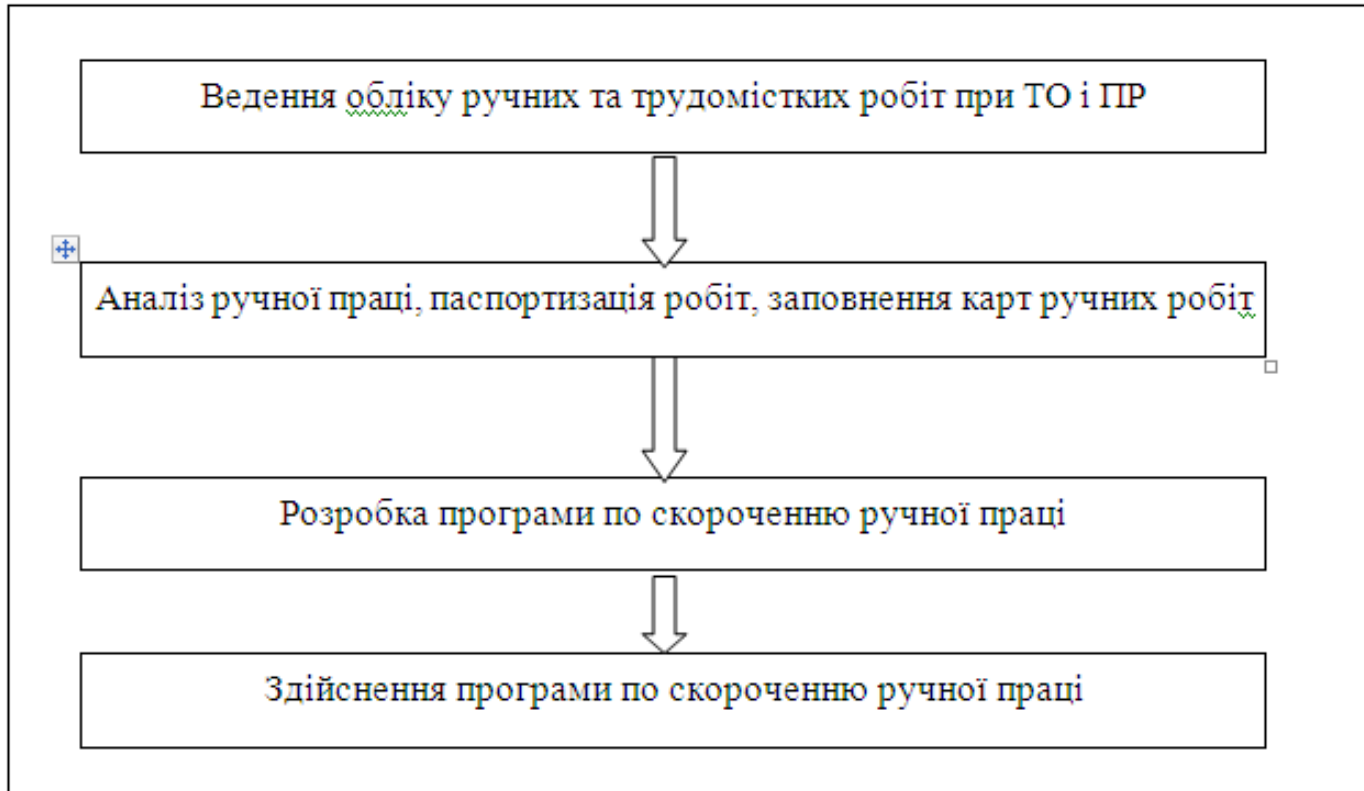 Ведення обліку ручних та трудомістких робіт при ТО і ПР
Аналіз ручної праці, паспортизація робіт, заповнення карт ручних робіт
Розробка програми по скороченню ручної праці
Здійснення програми по скороченню ручної праці